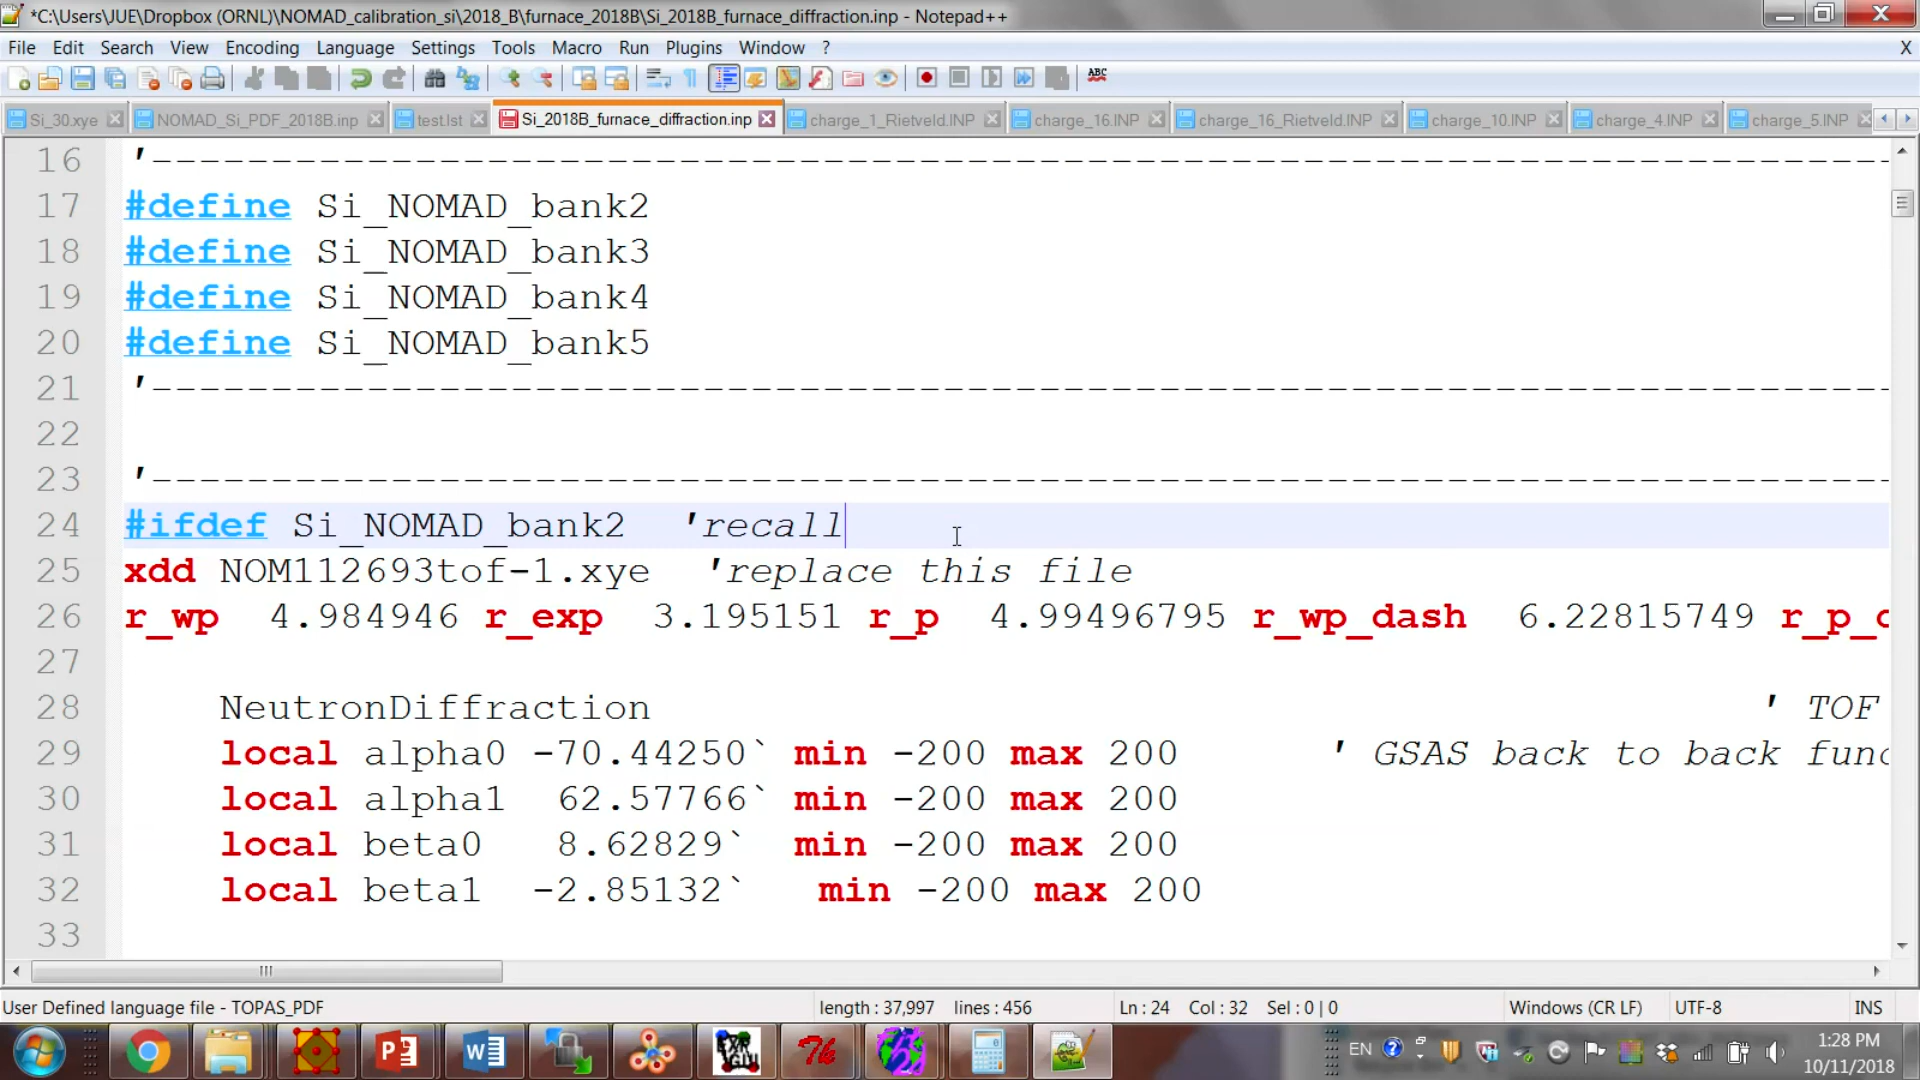 *C:\Users\JUE\Dropbox (ORNL)\NOMAD_calibration_si\2018_B\furnace_2018B\Si_2018B_furnace_diffraction.inp - Notepad++
File Edit Search View Encoding Language Settings Tools Macro Run Plugins Window ? X
ABC
Si_30.xye NOMAD_Si_PDF_2018B.inp test.lst Si_2018B_furnace_diffraction.inp charge_1_Rietveld.INP charge_16.INP charge_16_Rietveld.INP charge_10.INP charge_4.INP charge_5.INP
16 '--------------------------------------------------------------------------
17 #define Si_NOMAD_bank2
18 #define Si_NOMAD_bank3
19 #define Si_NOMAD_bank4
20 #define Si_NOMAD_bank5
21 '--------------------------------------------------------------------------
22
23 '--------------------------------------------------------------------------
24 #ifdef Si_NOMAD_bank2 'recall
25 xdd NOM112693tof-1.xye 'replace this file
26 r_wp 4.984946 r_exp 3.195151 r_p 4.99496795 r_wp_dash 6.22815749 r_p_
27
28 NeutronDiffraction ' TOF
29 local alpha0 -70.44250` min -200 max 200 ' GSAS back to back func
30 local alpha1 62.57766` min -200 max 200
31 local beta0 8.62829` min -200 max 200
32 local beta1 -2.85132` min -200 max 200
33
User Defined language file - TOPAS_PDF length : 37,997 lines : 456 Ln : 24 Col : 32 Sel : 0 | 0 Windows (CR LF) UTF-8 INS
EN 1:28 PM
10/11/2018